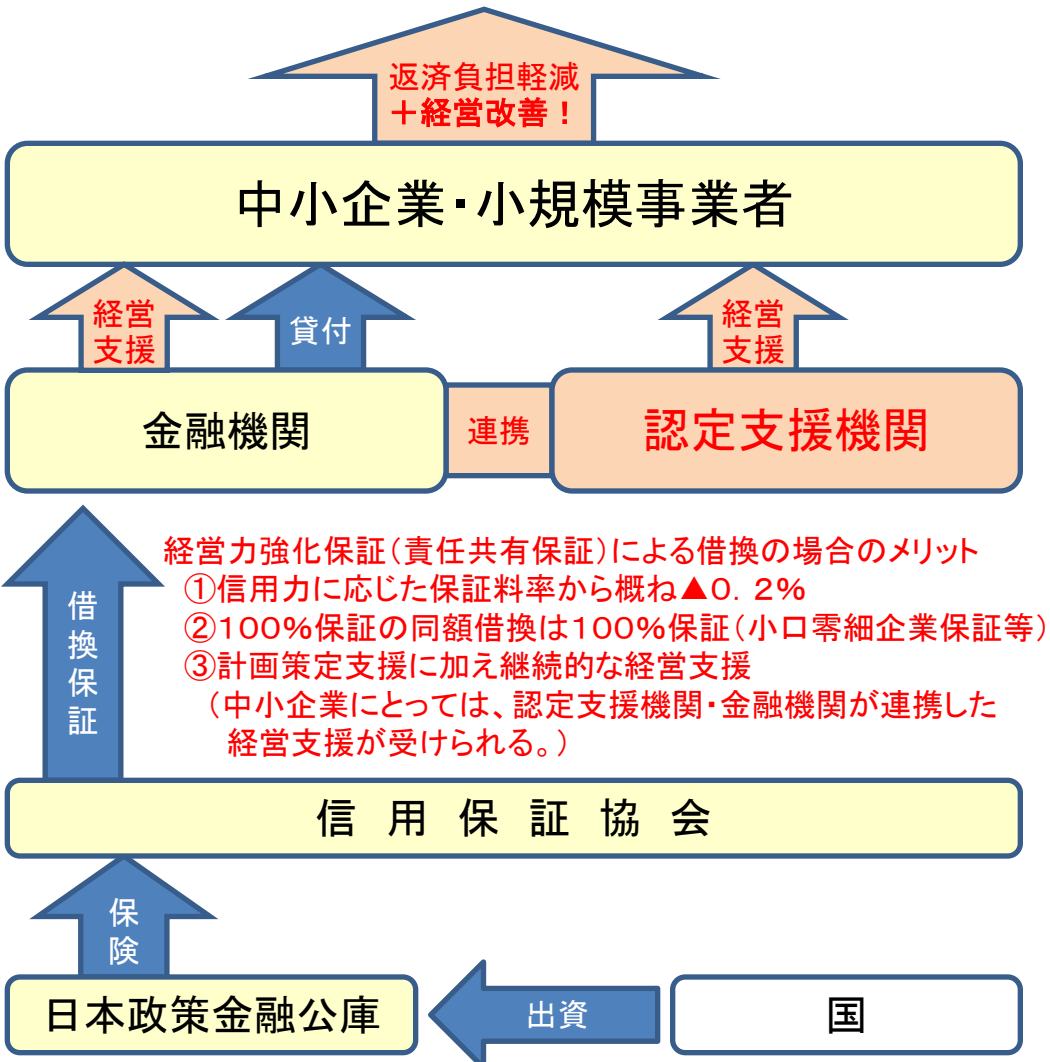 返済負担軽減
＋経営改善！
中小企業・小規模事業者
経営
支援
貸付
経営
支援
金融機関
連携
認定支援機関
借換保証
経営力強化保証（責任共有保証）による借換の場合のメリット
①信用力に応じた保証料率から概ね▲０．２％
②１００％保証の同額借換は１００％保証（小口零細企業保証等）
③計画策定支援に加え継続的な経営支援
（中小企業にとっては、認定支援機関・金融機関が連携した
経営支援が受けられる。）
信用保証協会
保険
日本政策金融公庫
出資
国